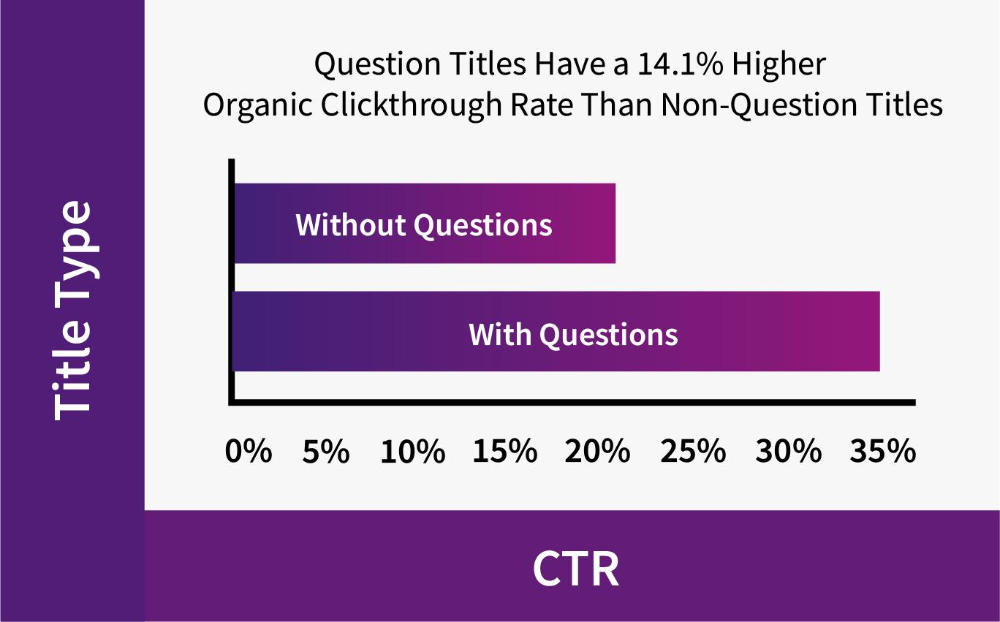 Question Titles Have a 14.1% Higher
Organic Clickthrough Rate Than Non-Question Titles
Title Type
Without Questions
With Questions
0% 5% 10% 15% 20% 25% 30% 35%
CTR